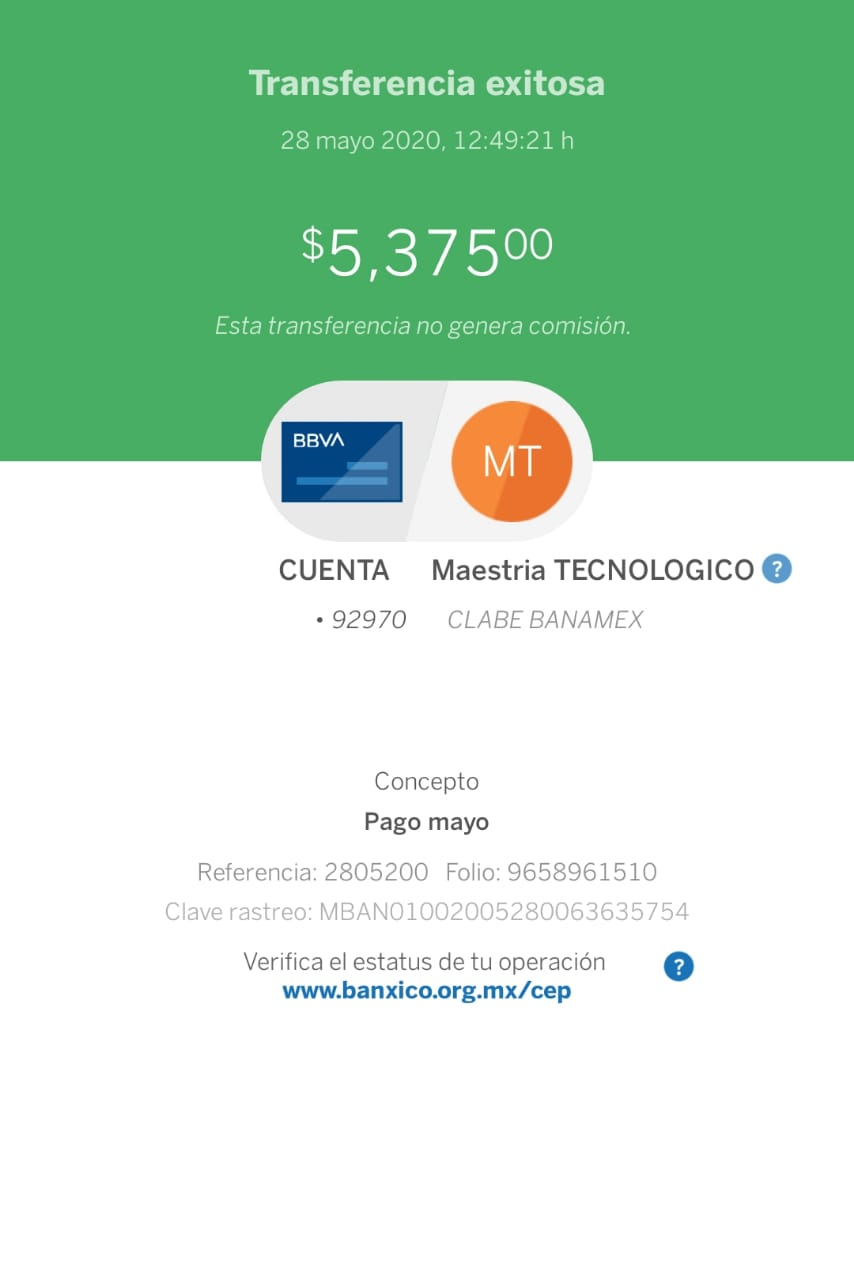 Transferencia exitosa
28 mayo 2020, 12:49:21 h
$5,37500
Esta transferencia no genera comisión.
BBVA
MT
CUENTA Maestria TECNOLOGICO ?
• 92970 CLABE BANAMEX
Concepto
Pago mayo
Referencia: 2805200 Folio: 9658961510
Clave rastreo: MBAN01002005280063635754
Verifica el estatus de tu operación ?
www.banxico.org.mx/cep